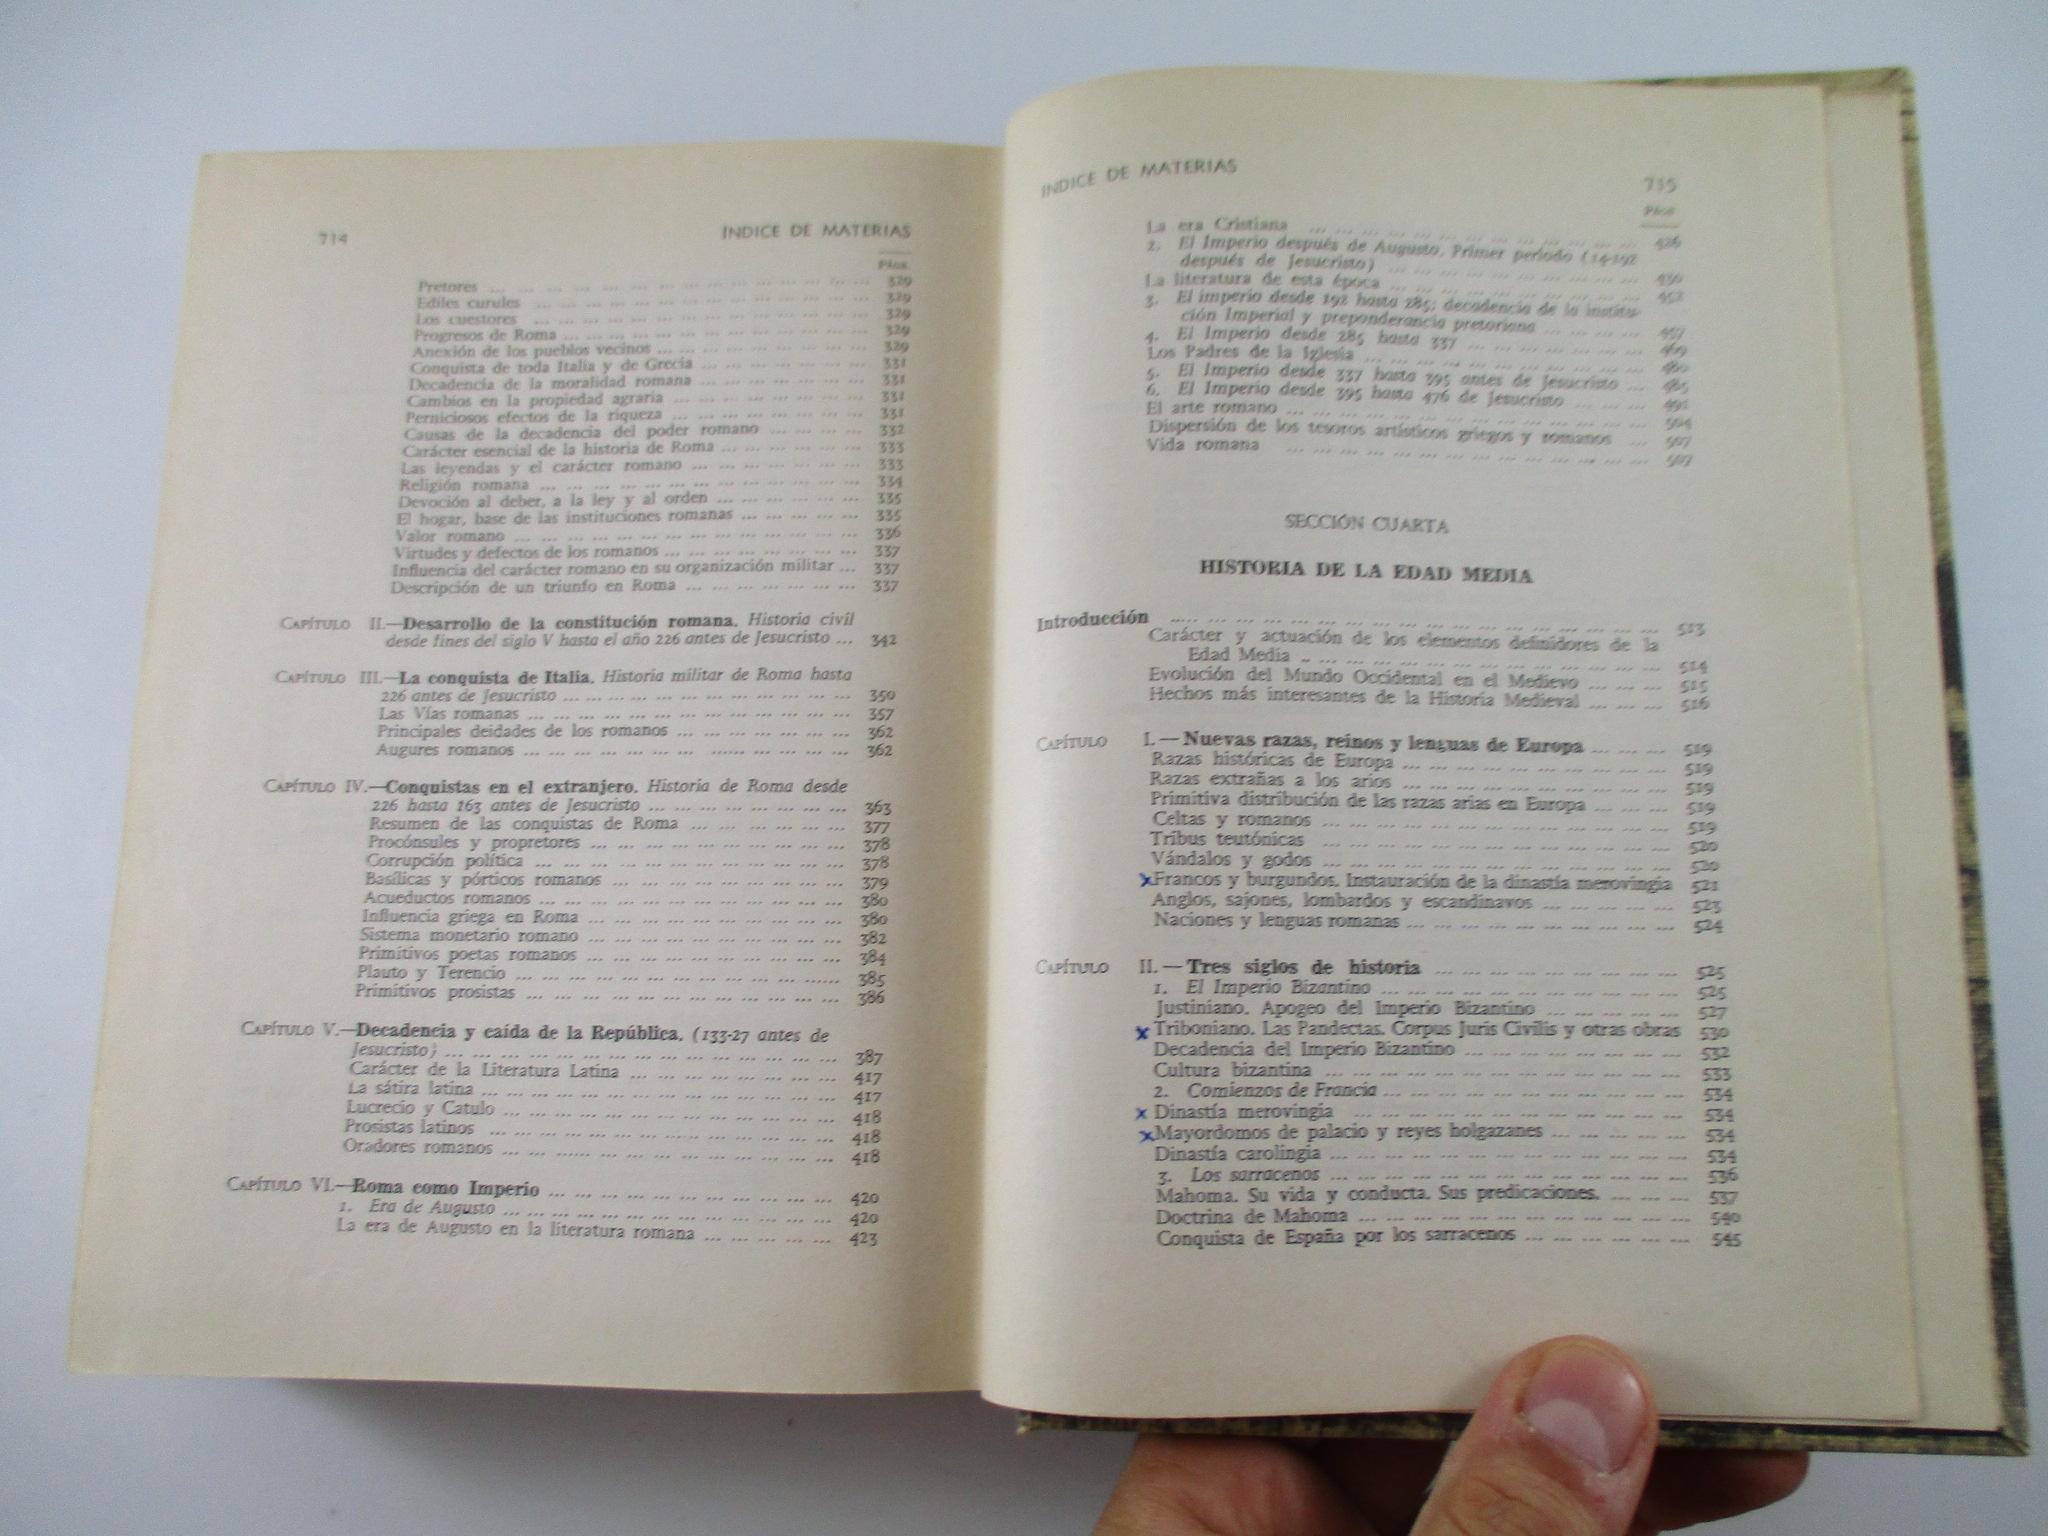 714 INDICE DE MATERIAS
Págs.
Pretores ... 329
Ediles curules ... 329
Los cuestores ... 329
Progresos de Roma ... 329
Anexión de los pueblos vecinos ... 329
Conquista de toda Italia y de Grecia ... 331
Decadencia de la moralidad romana ... 331
Cambios en la propiedad agraria ... 331
Perniciosos efectos de la riqueza ... 331
Causas de la decadencia del poder romano ... 332
Carácter esencial de la historia de Roma ... 333
Las leyendas y el carácter romano ... 333
Religión romana ... 334
Devoción al deber, a la ley y al orden ... 335
El hogar, base de las instituciones romanas ... 335
Valor romano ... 336
Virtudes y defectos de los romanos ... 337
Influencia del carácter romano en su organización militar ... 337
Descripción de un triunfo en Roma ... 337
CAPÍTULO II.—Desarrollo de la constitución romana. Historia civil
desde fines del siglo V hasta el año 226 antes de Jesucristo ... 342
CAPÍTULO III.—La conquista de Italia. Historia militar de Roma hasta
226 antes de Jesucristo ... 350
Las Vías romanas ... 357
Principales deidades de los romanos ... 362
Augures romanos ... 362
CAPÍTULO IV.—Conquistas en el extranjero. Historia de Roma desde
226 hasta 163 antes de Jesucristo ... 363
Resumen de las conquistas de Roma ... 377
Procónsules y propretores ... 378
Corrupción política ... 378
Basílicas y pórticos romanos ... 379
Acueductos romanos ... 380
Influencia griega en Roma ... 380
Sistema monetario romano ... 382
Primitivos poetas romanos ... 384
Plauto y Terencio ... 385
Primitivos prosistas ... 386
CAPÍTULO V.—Decadencia y caída de la República. (133-27 antes de
Jesucristo) ... 387
Carácter de la Literatura Latina ... 417
La sátira latina ... 417
Lucrecio y Catulo ... 418
Prosistas latinos ... 418
Oradores romanos ... 418
CAPÍTULO VI.—Roma como Imperio ... 420
1. Era de Augusto ... 420
La era de Augusto en la literatura romana ... 423
INDICE DE MATERIAS 715
Págs
La era Cristiana ... 426
2. El Imperio después de Augusto. Primer período (14-192
después de Jesucristo) ... 430
La literatura de esta época ... 452
3. El imperio desde 192 hasta 285; decadencia de la institu-
ción Imperial y preponderancia pretoriana ... 457
4. El Imperio desde 285 hasta 337 ... 469
Los Padres de la Iglesia ... 480
5. El Imperio desde 337 hasta 395 antes de Jesucristo ... 485
6. El Imperio desde 395 hasta 476 de Jesucristo ... 491
El arte romano ... 504
Dispersión de los tesoros artísticos griegos y romanos ... 507
Vida romana ... 507
SECCIÓN CUARTA
HISTORIA DE LA EDAD MEDIA
Introducción ... 513
Carácter y actuación de los elementos definidores de la
Edad Media ... 514
Evolución del Mundo Occidental en el Medievo ... 515
Hechos más interesantes de la Historia Medieval ... 516
CAPÍTULO I.—Nuevas razas, reinos y lenguas de Europa ... 519
Razas históricas de Europa ... 519
Razas extrañas a los arios ... 519
Primitiva distribución de las razas arias en Europa ... 519
Celtas y romanos ... 519
Tribus teutónicas ... 520
Vándalos y godos ... 520
x Francos y burgundos. Instauración de la dinastía merovingia 521
Anglos, sajones, lombardos y escandinavos ... 523
Naciones y lenguas romanas ... 524
CAPÍTULO II.—Tres siglos de historia ... 525
1. El Imperio Bizantino ... 525
Justiniano. Apogeo del Imperio Bizantino ... 527
x Triboniano. Las Pandectas. Corpus Juris Civilis y otras obras 530
Decadencia del Imperio Bizantino ... 532
Cultura bizantina ... 533
2. Comienzos de Francia ... 534
x Dinastía merovingia ... 534
x Mayordomos de palacio y reyes holgazanes ... 534
Dinastía carolingia ... 534
3. Los sarracenos ... 536
Mahoma. Su vida y conducta. Sus predicaciones. ... 537
Doctrina de Mahoma ... 540
Conquista de España por los sarracenos ... 545